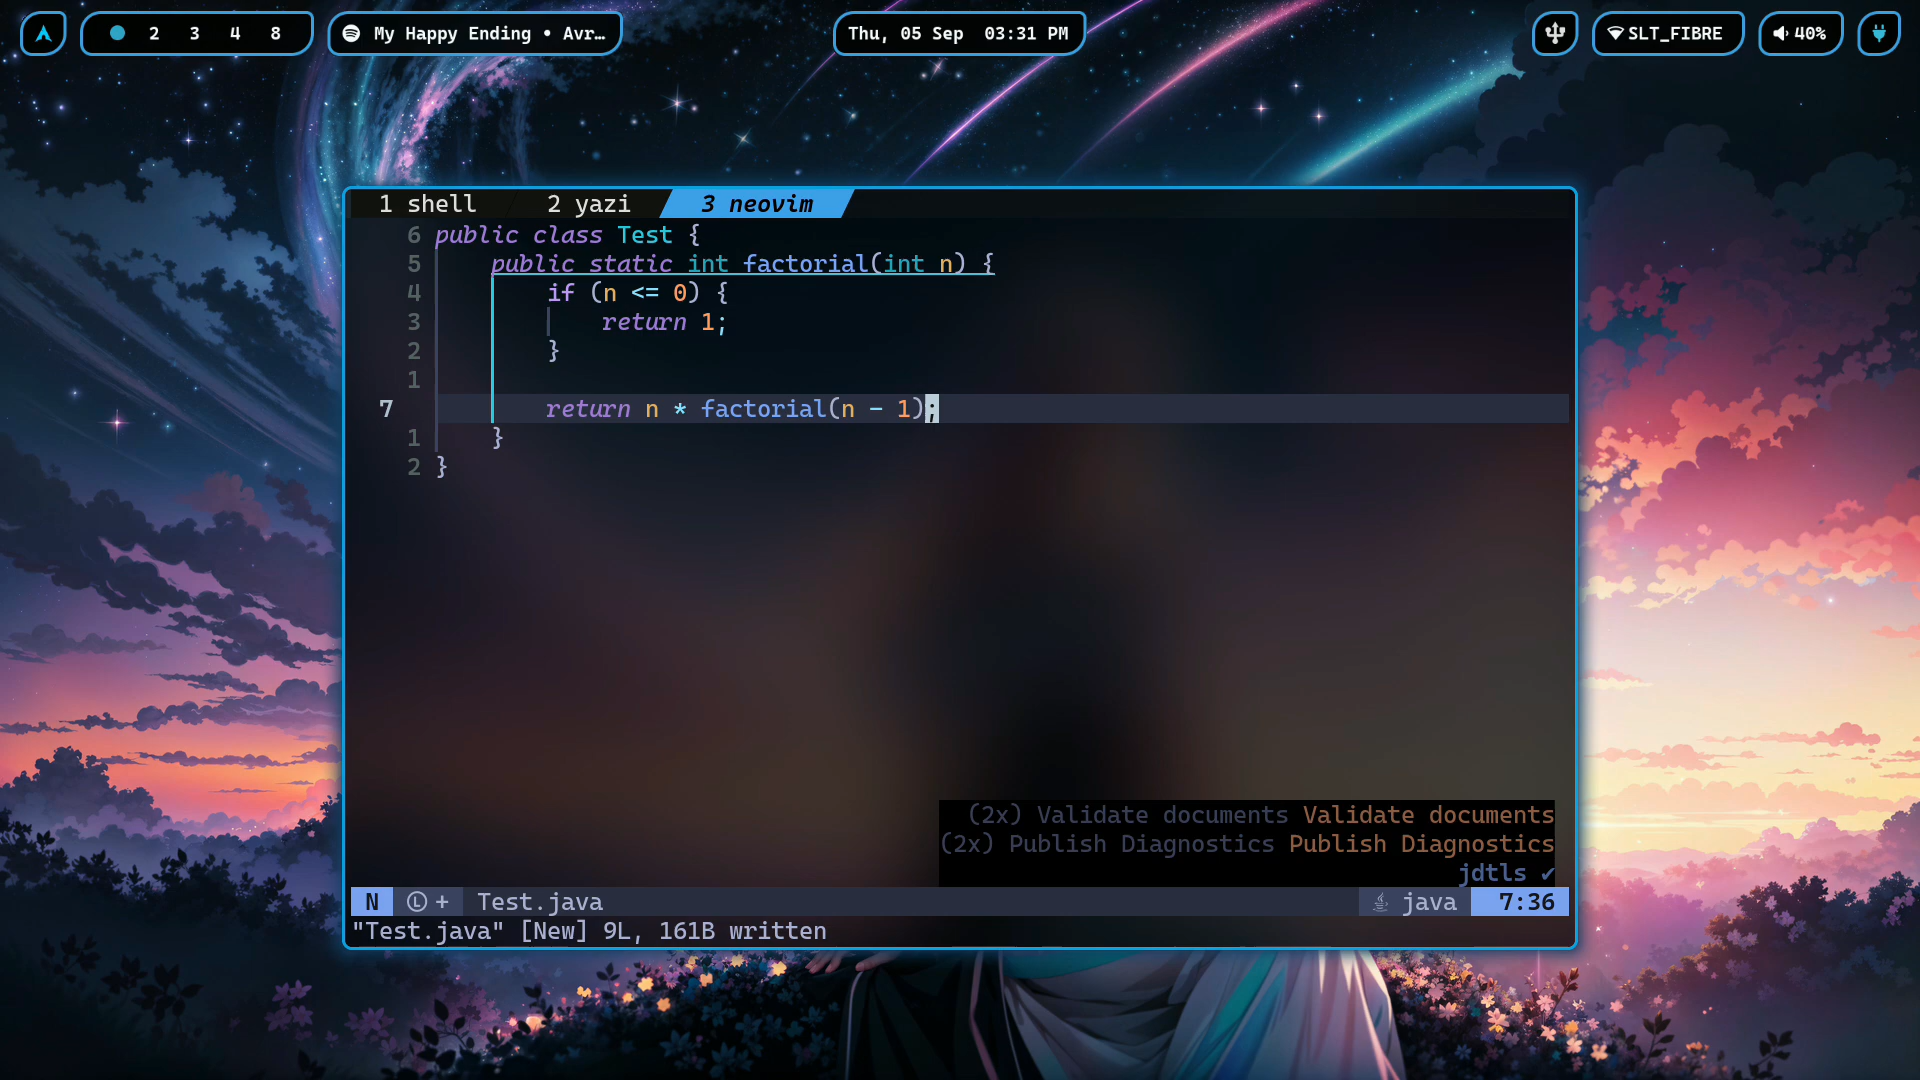 2 3 4 8
My Happy Ending • Avr…
Thu, 05 Sep 03:31 PM
SLT_FIBRE
40%
1 shell 2 yazi 3 neovim
6 public class Test {
5 public static int factorial(int n) {
4 if (n <= 0) {
3 return 1;
2 }
1
7 return n * factorial(n - 1);
1 }
2 }
(2x) Validate documents Validate documents
(2x) Publish Diagnostics Publish Diagnostics
jdtls ✔
N Ⓛ + Test.java java 7:36
"Test.java" [New] 9L, 161B written